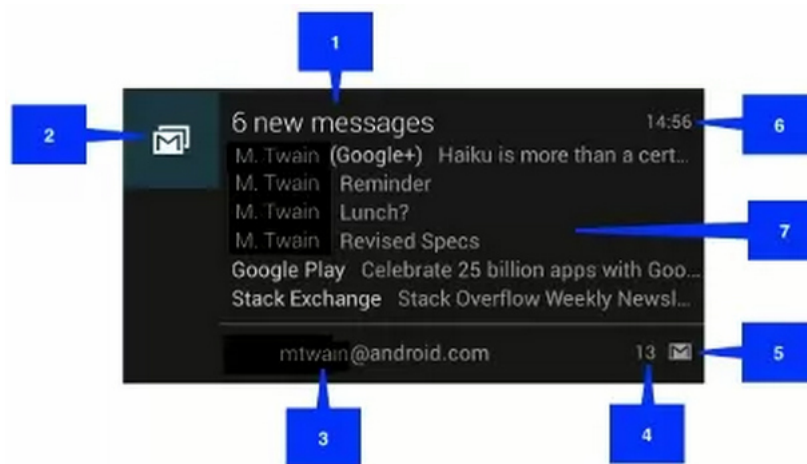 1
2
6 new messages 14:56 6
M. Twain (Google+) Haiku is more than a cert...
M. Twain Reminder
M. Twain Lunch?
M. Twain Revised Specs 7
Google Play Celebrate 25 billion apps with Goo...
Stack Exchange Stack Overflow Weekly Newsl...
mtwain@android.com 13 5
3 4